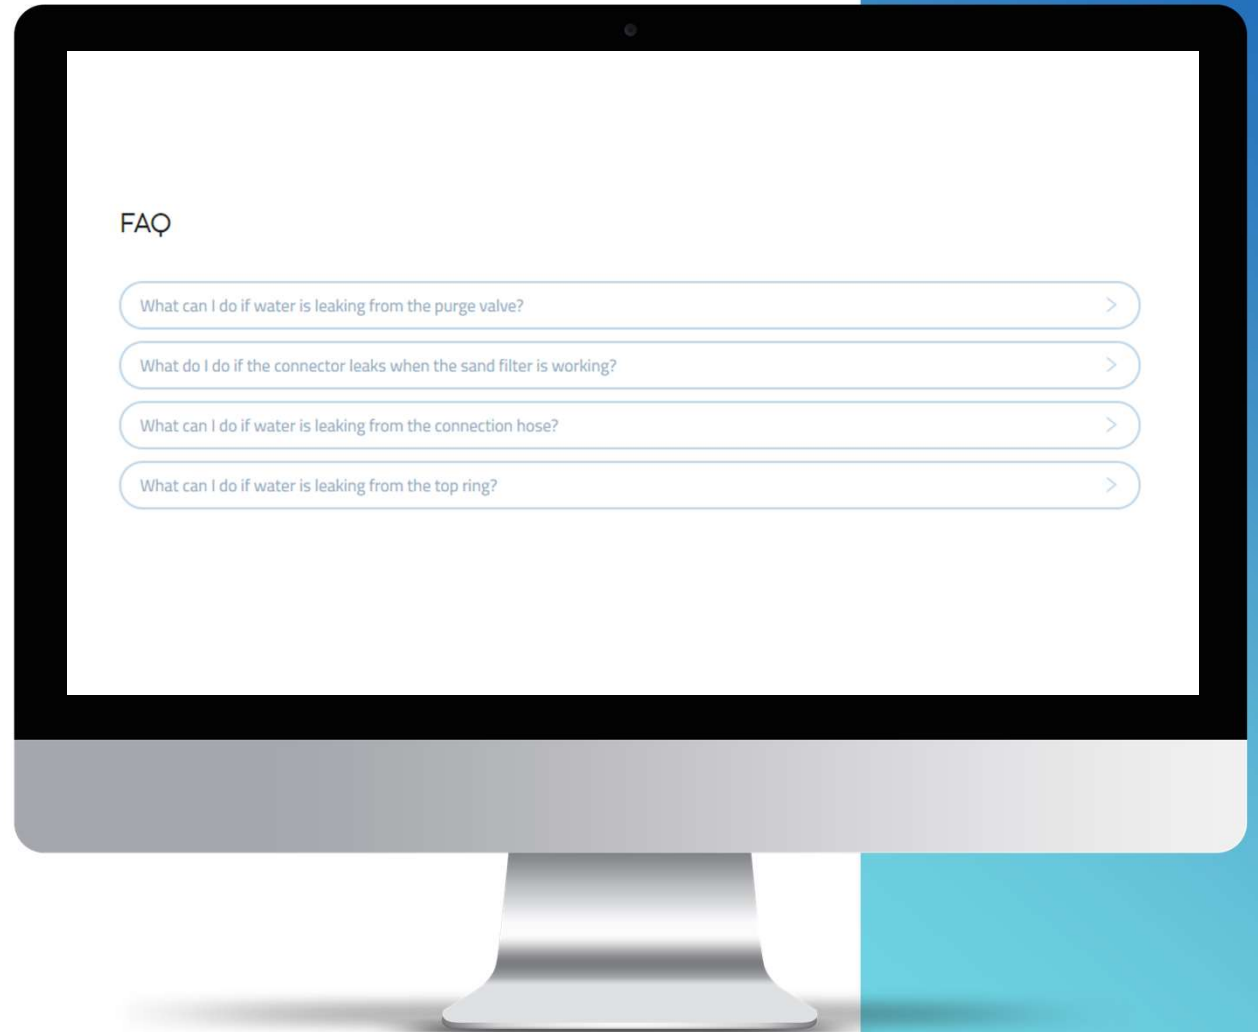 FAQ
What can I do if water is leaking from the purge valve?
What do I do if the connector leaks when the sand filter is working?
What can I do if water is leaking from the connection hose?
What can I do if water is leaking from the top ring?